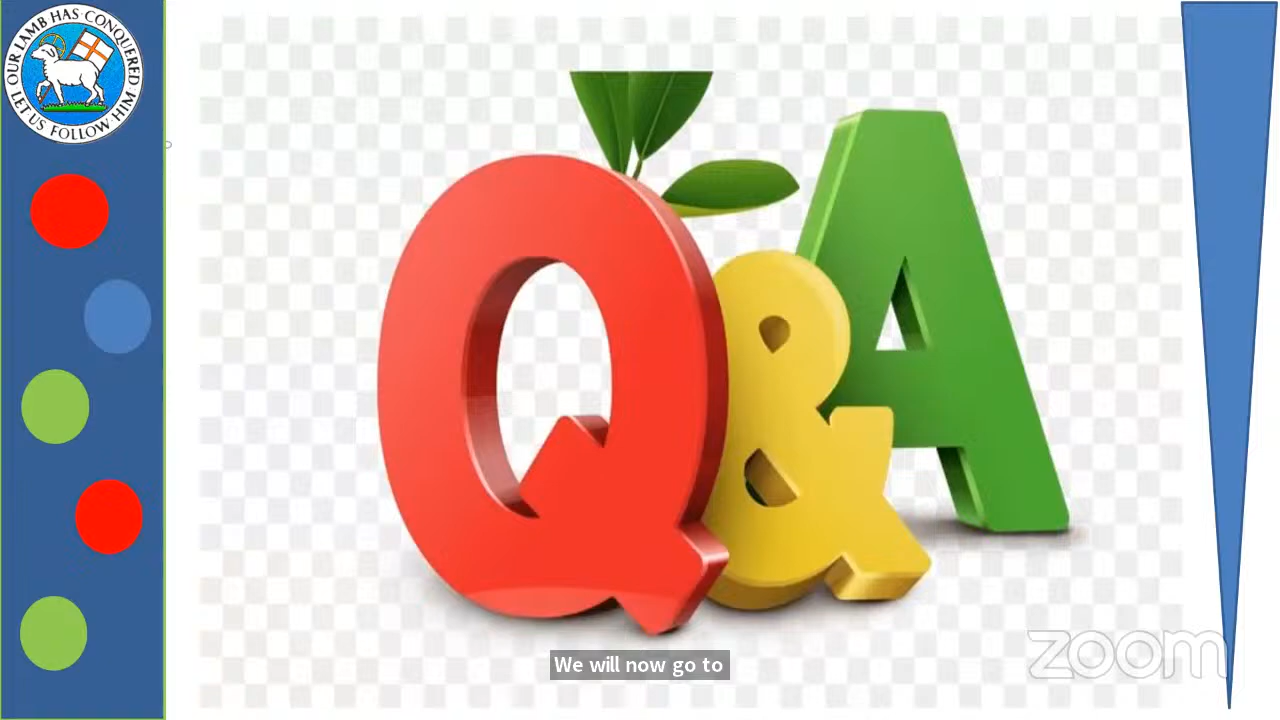 OUR LAMB HAS CONQUERED
LET US FOLLOW HIM
Q&A
We will now go to
zoom